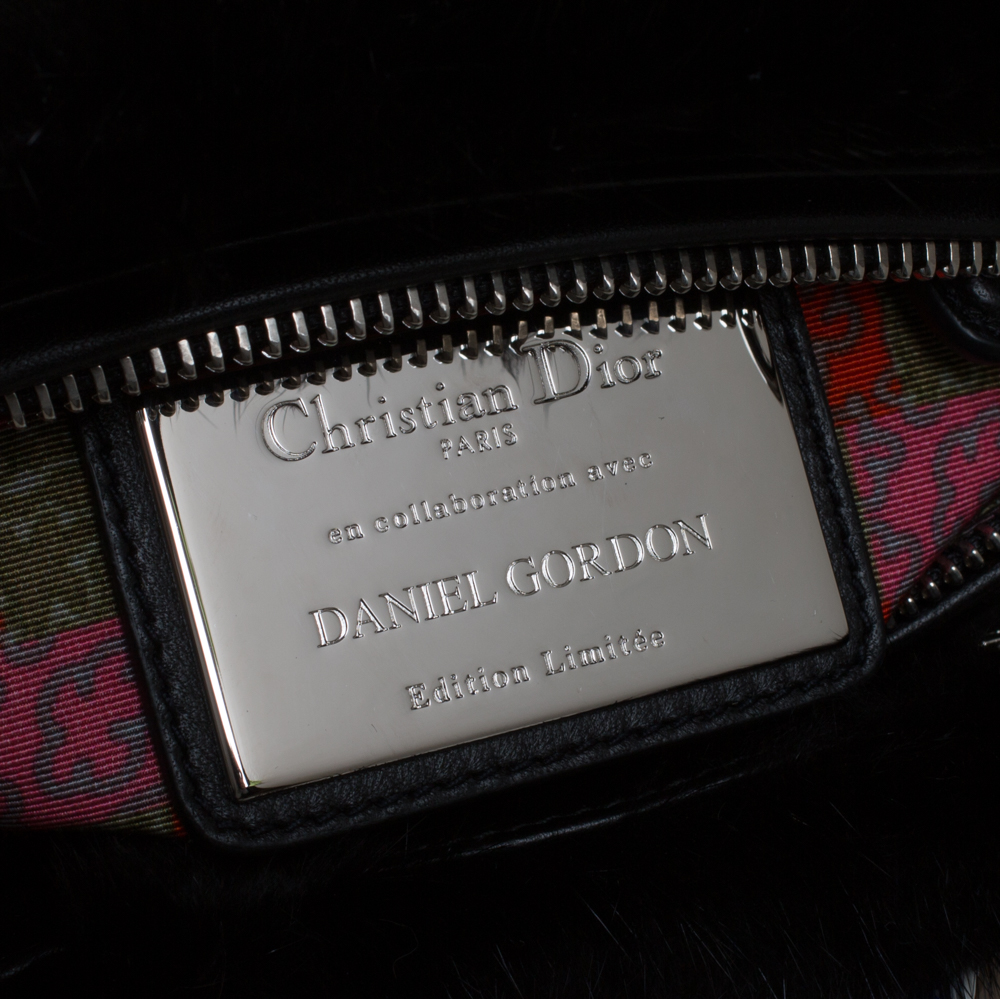 Christian Dior
PARIS
en collaboration avec
DANIEL GORDON
Edition Limitée